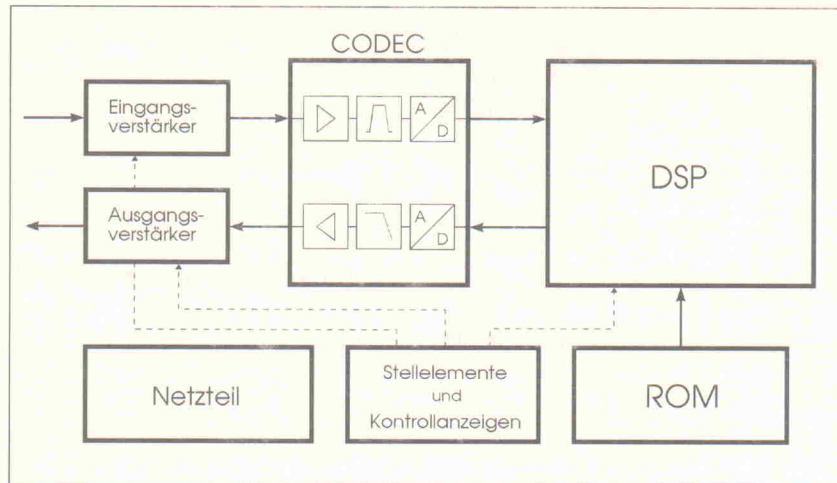 CODEC
Eingangs-
verstärker
A
D
DSP
Ausgangs-
verstärker
A
D
Netzteil
Stellelemente
und
Kontrollanzeigen
ROM